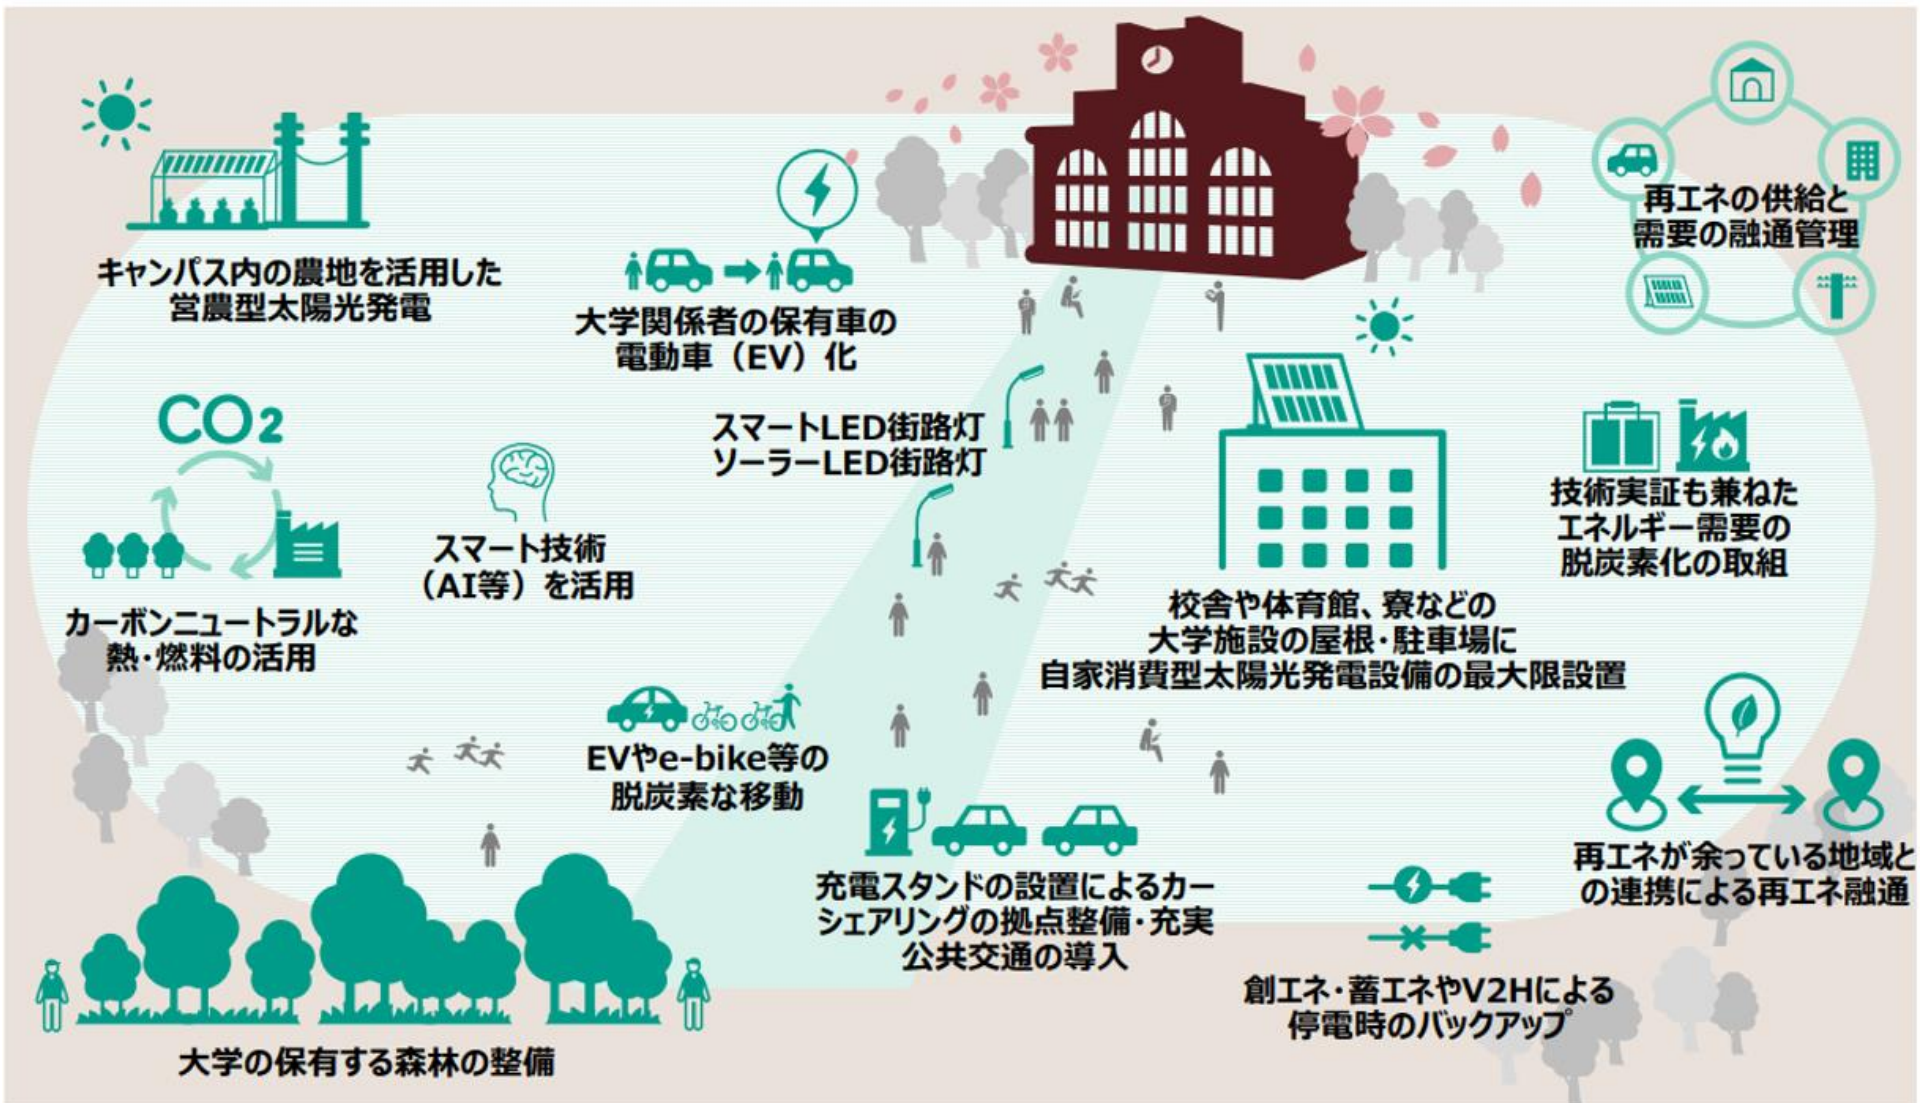 再エネの供給と
需要の融通管理
キャンパス内の農地を活用した
営農型太陽光発電
大学関係者の保有車の
電動車（EV）化
スマートLED街路灯
ソーラーLED街路灯
CO2
スマート技術
（AI等）を活用
技術実証も兼ねた
エネルギー需要の
脱炭素化の取組
カーボンニュートラルな
熱・燃料の活用
校舎や体育館、寮などの
大学施設の屋根・駐車場に
自家消費型太陽光発電設備の最大限設置
EVやe-bike等の
脱炭素な移動
充電スタンドの設置によるカー
シェアリングの拠点整備・充実
公共交通の導入
再エネが余っている地域と
の連携による再エネ融通
創エネ・蓄エネやV2Hによる
停電時のバックアップ
大学の保有する森林の整備